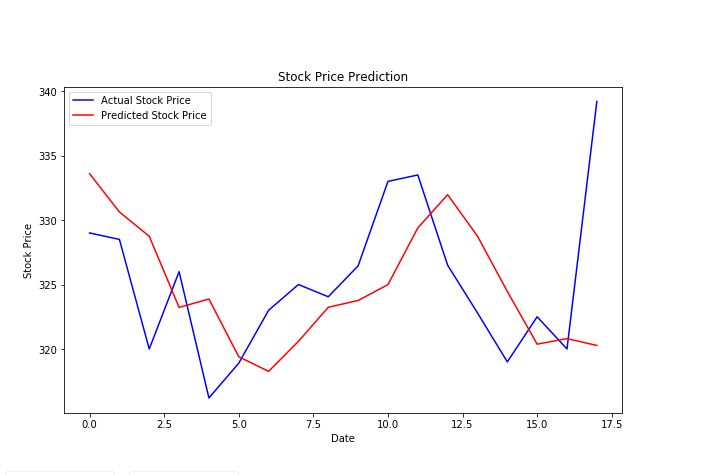 Stock Price Prediction
Actual Stock Price
Predicted Stock Price
340
335
330
325
320
Stock Price
0.0 2.5 5.0 7.5 10.0 12.5 15.0 17.5
Date